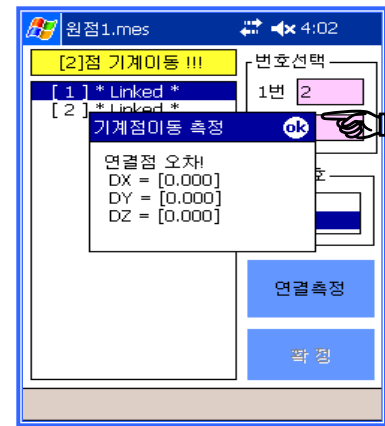 원점1.mes 4:02
[2]점 기계이동 !!!
번호선택
[ 1 ] * Linked *
1번 2
[ 2 ] * Linked *
기계점이동 측정 ok
연결점 오차!
DX = [0.000]
DY = [0.000]
DZ = [0.000]
연결측정
확 정